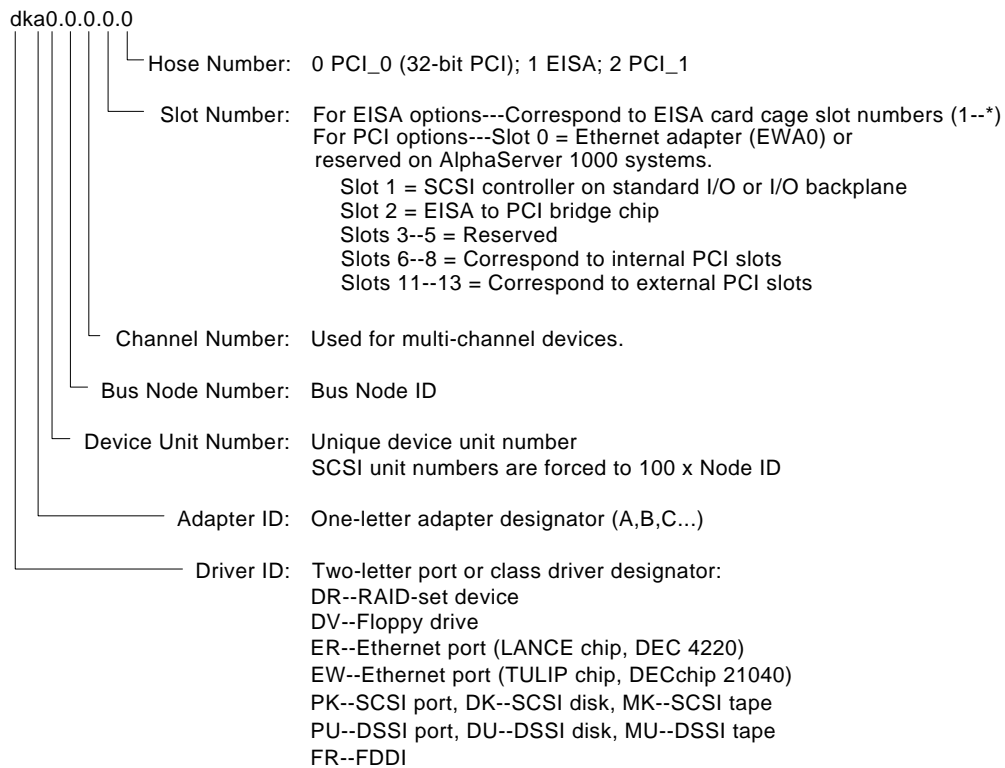 dka0.0.0.0.0
Hose Number: 0 PCI_0 (32-bit PCI); 1 EISA; 2 PCI_1
Slot Number: For EISA options---Correspond to EISA card cage slot numbers (1--*)
For PCI options---Slot 0 = Ethernet adapter (EWA0) or
reserved on AlphaServer 1000 systems.
Slot 1 = SCSI controller on standard I/O or I/O backplane
Slot 2 = EISA to PCI bridge chip
Slots 3--5 = Reserved
Slots 6--8 = Correspond to internal PCI slots
Slots 11--13 = Correspond to external PCI slots
Channel Number: Used for multi-channel devices.
Bus Node Number: Bus Node ID
Device Unit Number: Unique device unit number
SCSI unit numbers are forced to 100 x Node ID
Adapter ID: One-letter adapter designator (A,B,C...)
Driver ID: Two-letter port or class driver designator:
DR--RAID-set device
DV--Floppy drive
ER--Ethernet port (LANCE chip, DEC 4220)
EW--Ethernet port (TULIP chip, DECchip 21040)
PK--SCSI port, DK--SCSI disk, MK--SCSI tape
PU--DSSI port, DU--DSSI disk, MU--DSSI tape
FR--FDDI